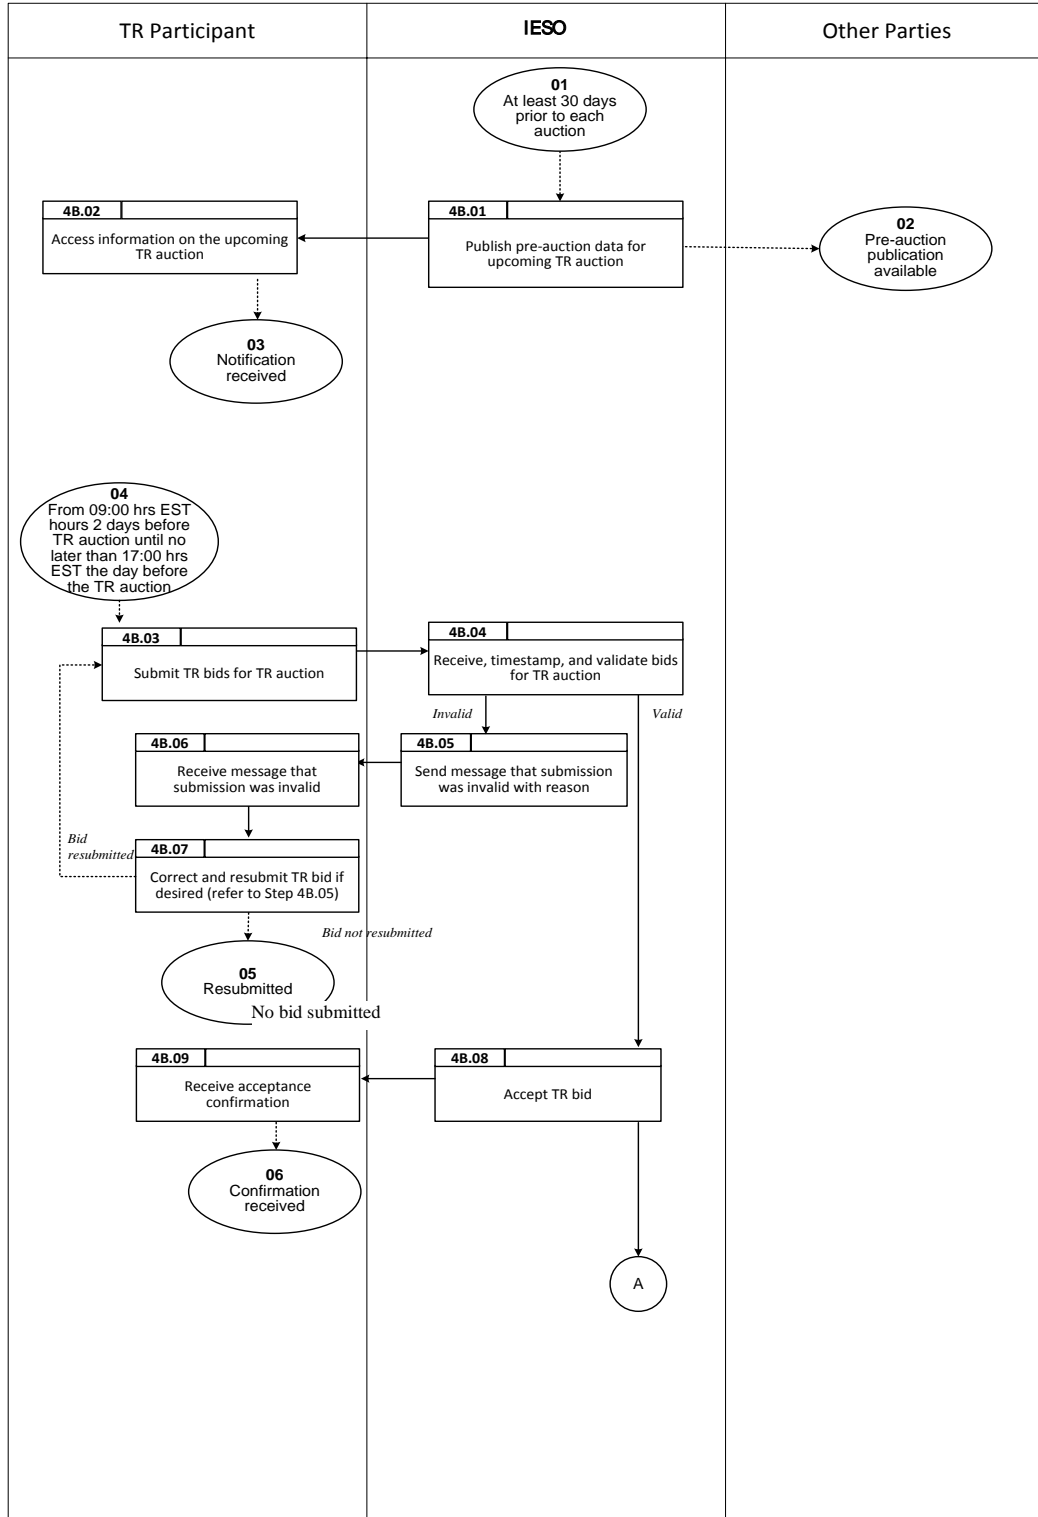 TR Participant
IESO
Other Parties
01
At least 30 days
prior to each
auction
4B.02
Access information on the upcoming
TR auction
4B.01
Publish pre-auction data for
upcoming TR auction
02
Pre-auction
publication
available
03
Notification
received
04
From 09:00 hrs EST
hours 2 days before
TR auction until no
later than 17:00 hrs
EST the day before
the TR auction
4B.03
Submit TR bids for TR auction
4B.04
Receive, timestamp, and validate bids
for TR auction
Invalid
Valid
4B.06
Receive message that
submission was invalid
4B.05
Send message that submission
was invalid with reason
Bid
resubmitted
4B.07
Correct and resubmit TR bid if
desired (refer to Step 4B.05)
Bid not resubmitted
05
Resubmitted
No bid submitted
4B.09
Receive acceptance
confirmation
4B.08
Accept TR bid
06
Confirmation
received
A